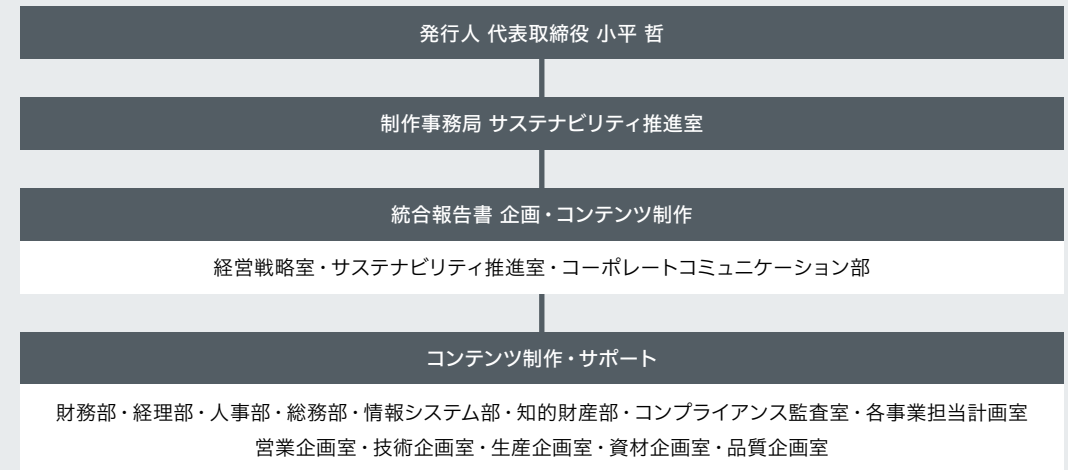 発行人 代表取締役 小平 哲
制作事務局 サステナビリティ推進室
統合報告書 企画・コンテンツ制作
経営戦略室・サステナビリティ推進室・コーポレートコミュニケーション部
コンテンツ制作・サポート
財務部・経理部・人事部・総務部・情報システム部・知的財産部・コンプライアンス監査室・各事業担当計画室
営業企画室・技術企画室・生産企画室・資材企画室・品質企画室